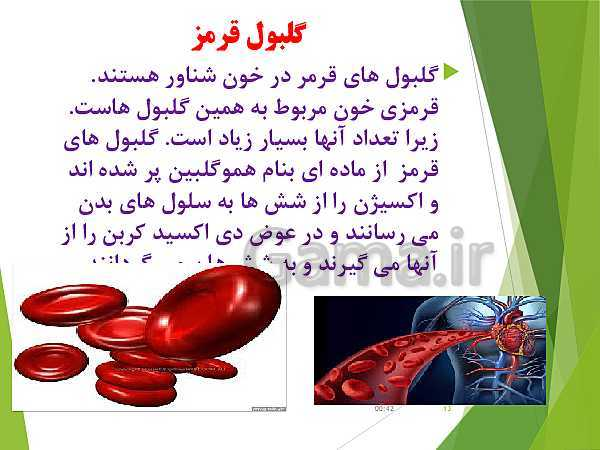 گلبول قرمز
گلبول های قرمر در خون شناور هستند.
قرمزی خون مربوط به همین گلبول هاست.
زیرا تعداد آنها بسیار زیاد است. گلبول های
قرمز از ماده ای بنام هموگلبین پر شده اند
و اکسیژن را از شش ها به سلول های بدن
می رسانند و در عوض دی اکسید کربن را از
آنها می گیرند و به
Gama.ir
00:42
13